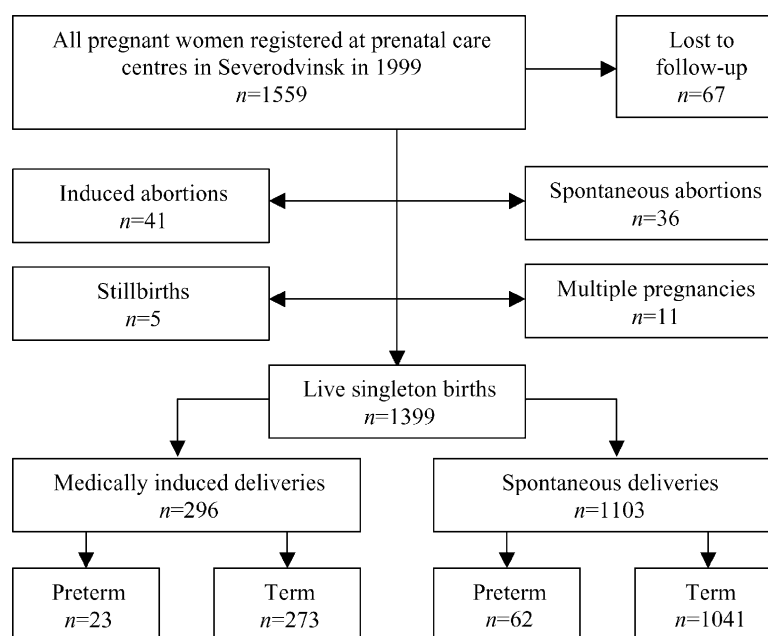 All pregnant women registered at prenatal care
centres in Severodvinsk in 1999
n=1559
Lost to
follow-up
n=67
Induced abortions
n=41
Spontaneous abortions
n=36
Stillbirths
n=5
Multiple pregnancies
n=11
Live singleton births
n=1399
Medically induced deliveries
n=296
Spontaneous deliveries
n=1103
Preterm
n=23
Term
n=273
Preterm
n=62
Term
n=1041